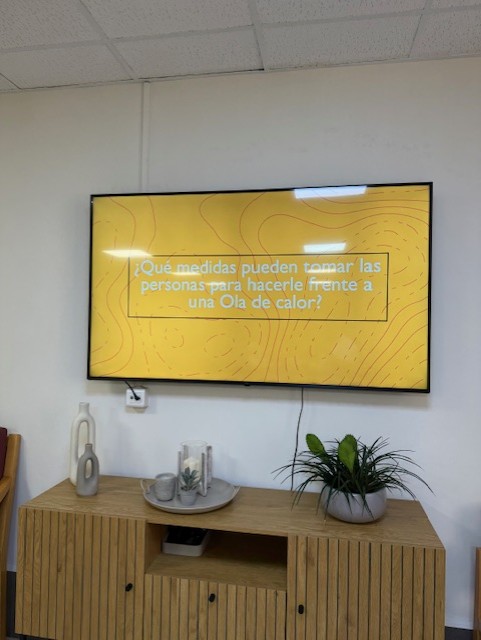 ¿Qué medidas pueden tomar las
personas para hacerle frente a
una Ola de calor?